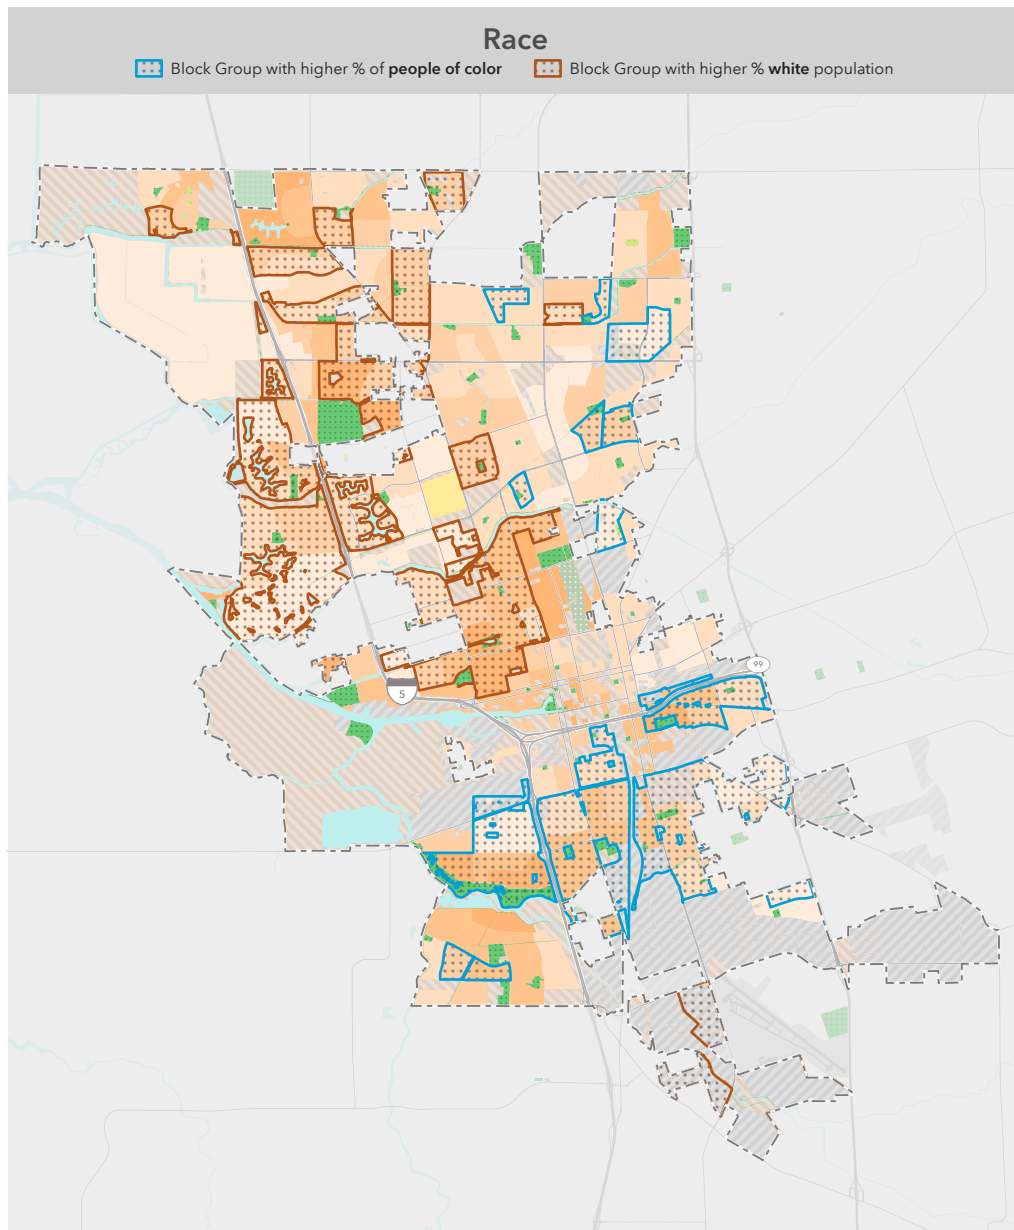 Race
Block Group with higher % of people of color
Block Group with higher % white population
99
5